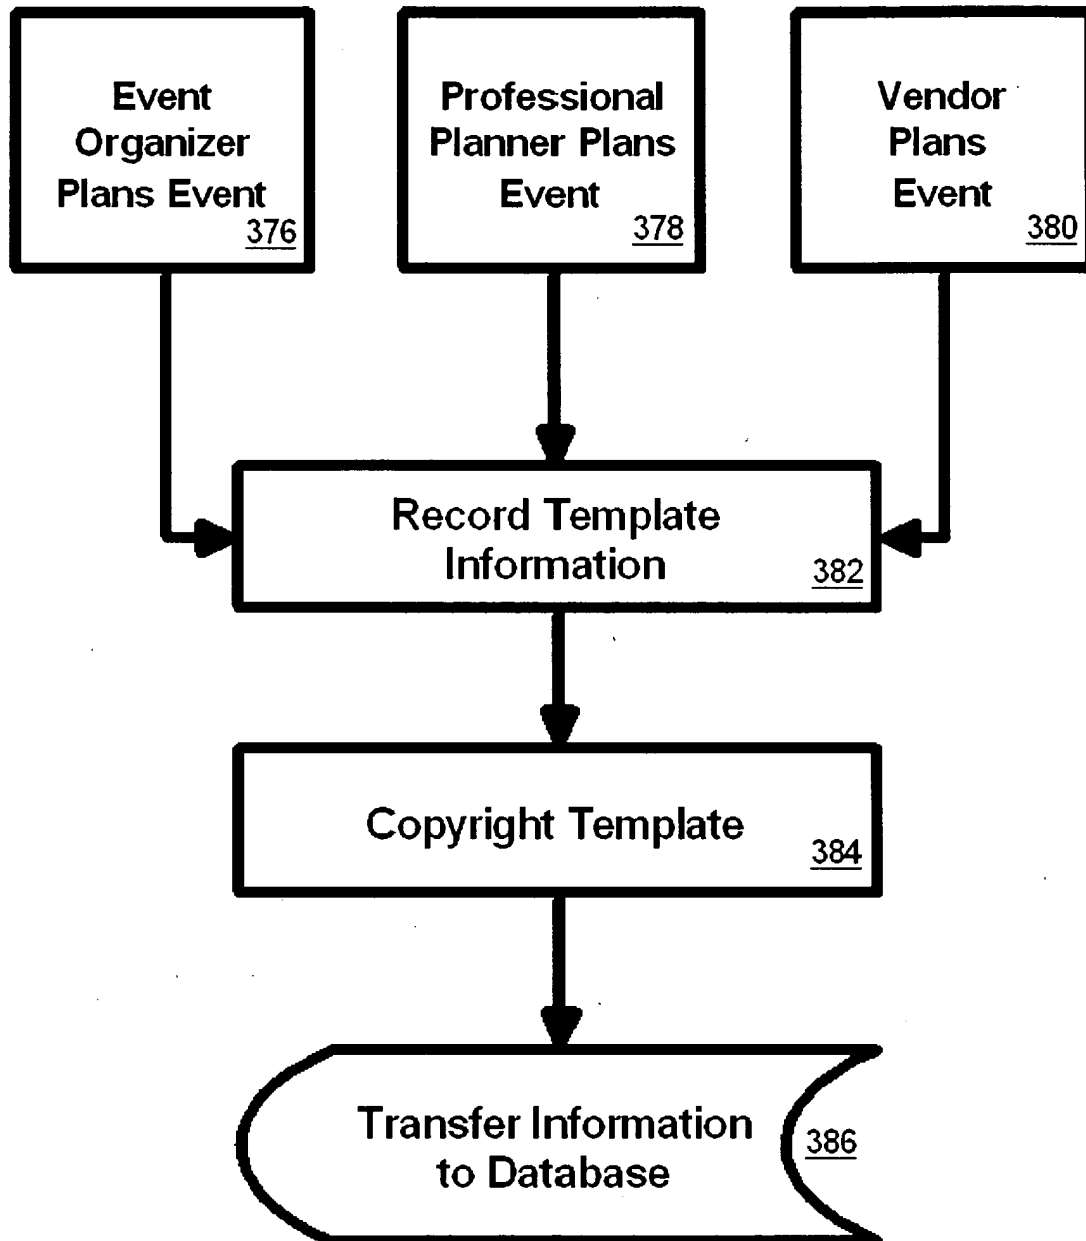 Event
Organizer
Plans Event
376
Professional
Planner Plans
Event
378
Vendor
Plans
Event
380
Record Template
Information
382
Copyright Template
384
Transfer Information
to Database
386